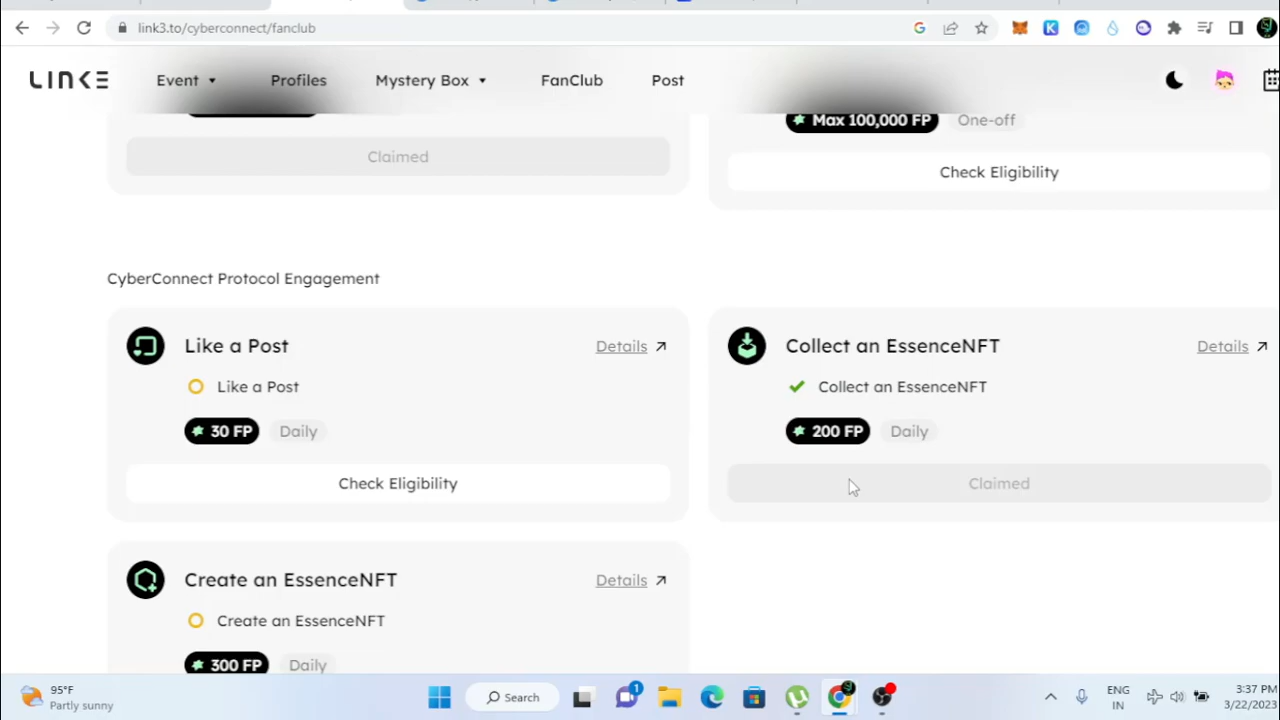 link3.to/cyberconnect/fanclub
LINK3
Event
Profiles
Mystery Box
FanClub
Post
Max 100,000 FP
One-off
Claimed
Check Eligibility
CyberConnect Protocol Engagement
Like a Post
Details
Like a Post
30 FP
Daily
Check Eligibility
Collect an EssenceNFT
Details
Collect an EssenceNFT
200 FP
Daily
Claimed
Create an EssenceNFT
Details
Create an EssenceNFT
300 FP
Daily
95°F
Partly sunny
Search
1
ENG
IN
3:37 PM
3/22/2023